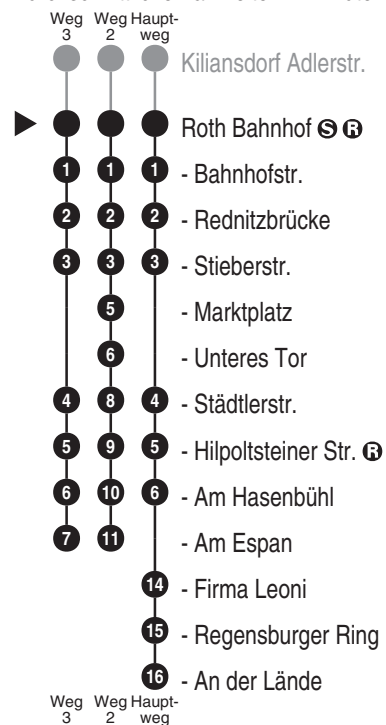 Weg Weg Haupt-
3 2 weg
Kiliansdorf Adlerstr.
Roth Bahnhof S R
1 1 1 - Bahnhofstr.
2 2 2 - Rednitzbrücke
3 3 3 - Stieberstr.
5 - Marktplatz
6 - Unteres Tor
4 8 4 - Städtlerstr.
5 9 5 - Hilpoltsteiner Str. R
6 10 6 - Am Hasenbühl
7 11 - Am Espan
14 - Firma Leoni
15 - Regensburger Ring
16 - An der Lände
Weg Weg Haupt-
3 2 weg